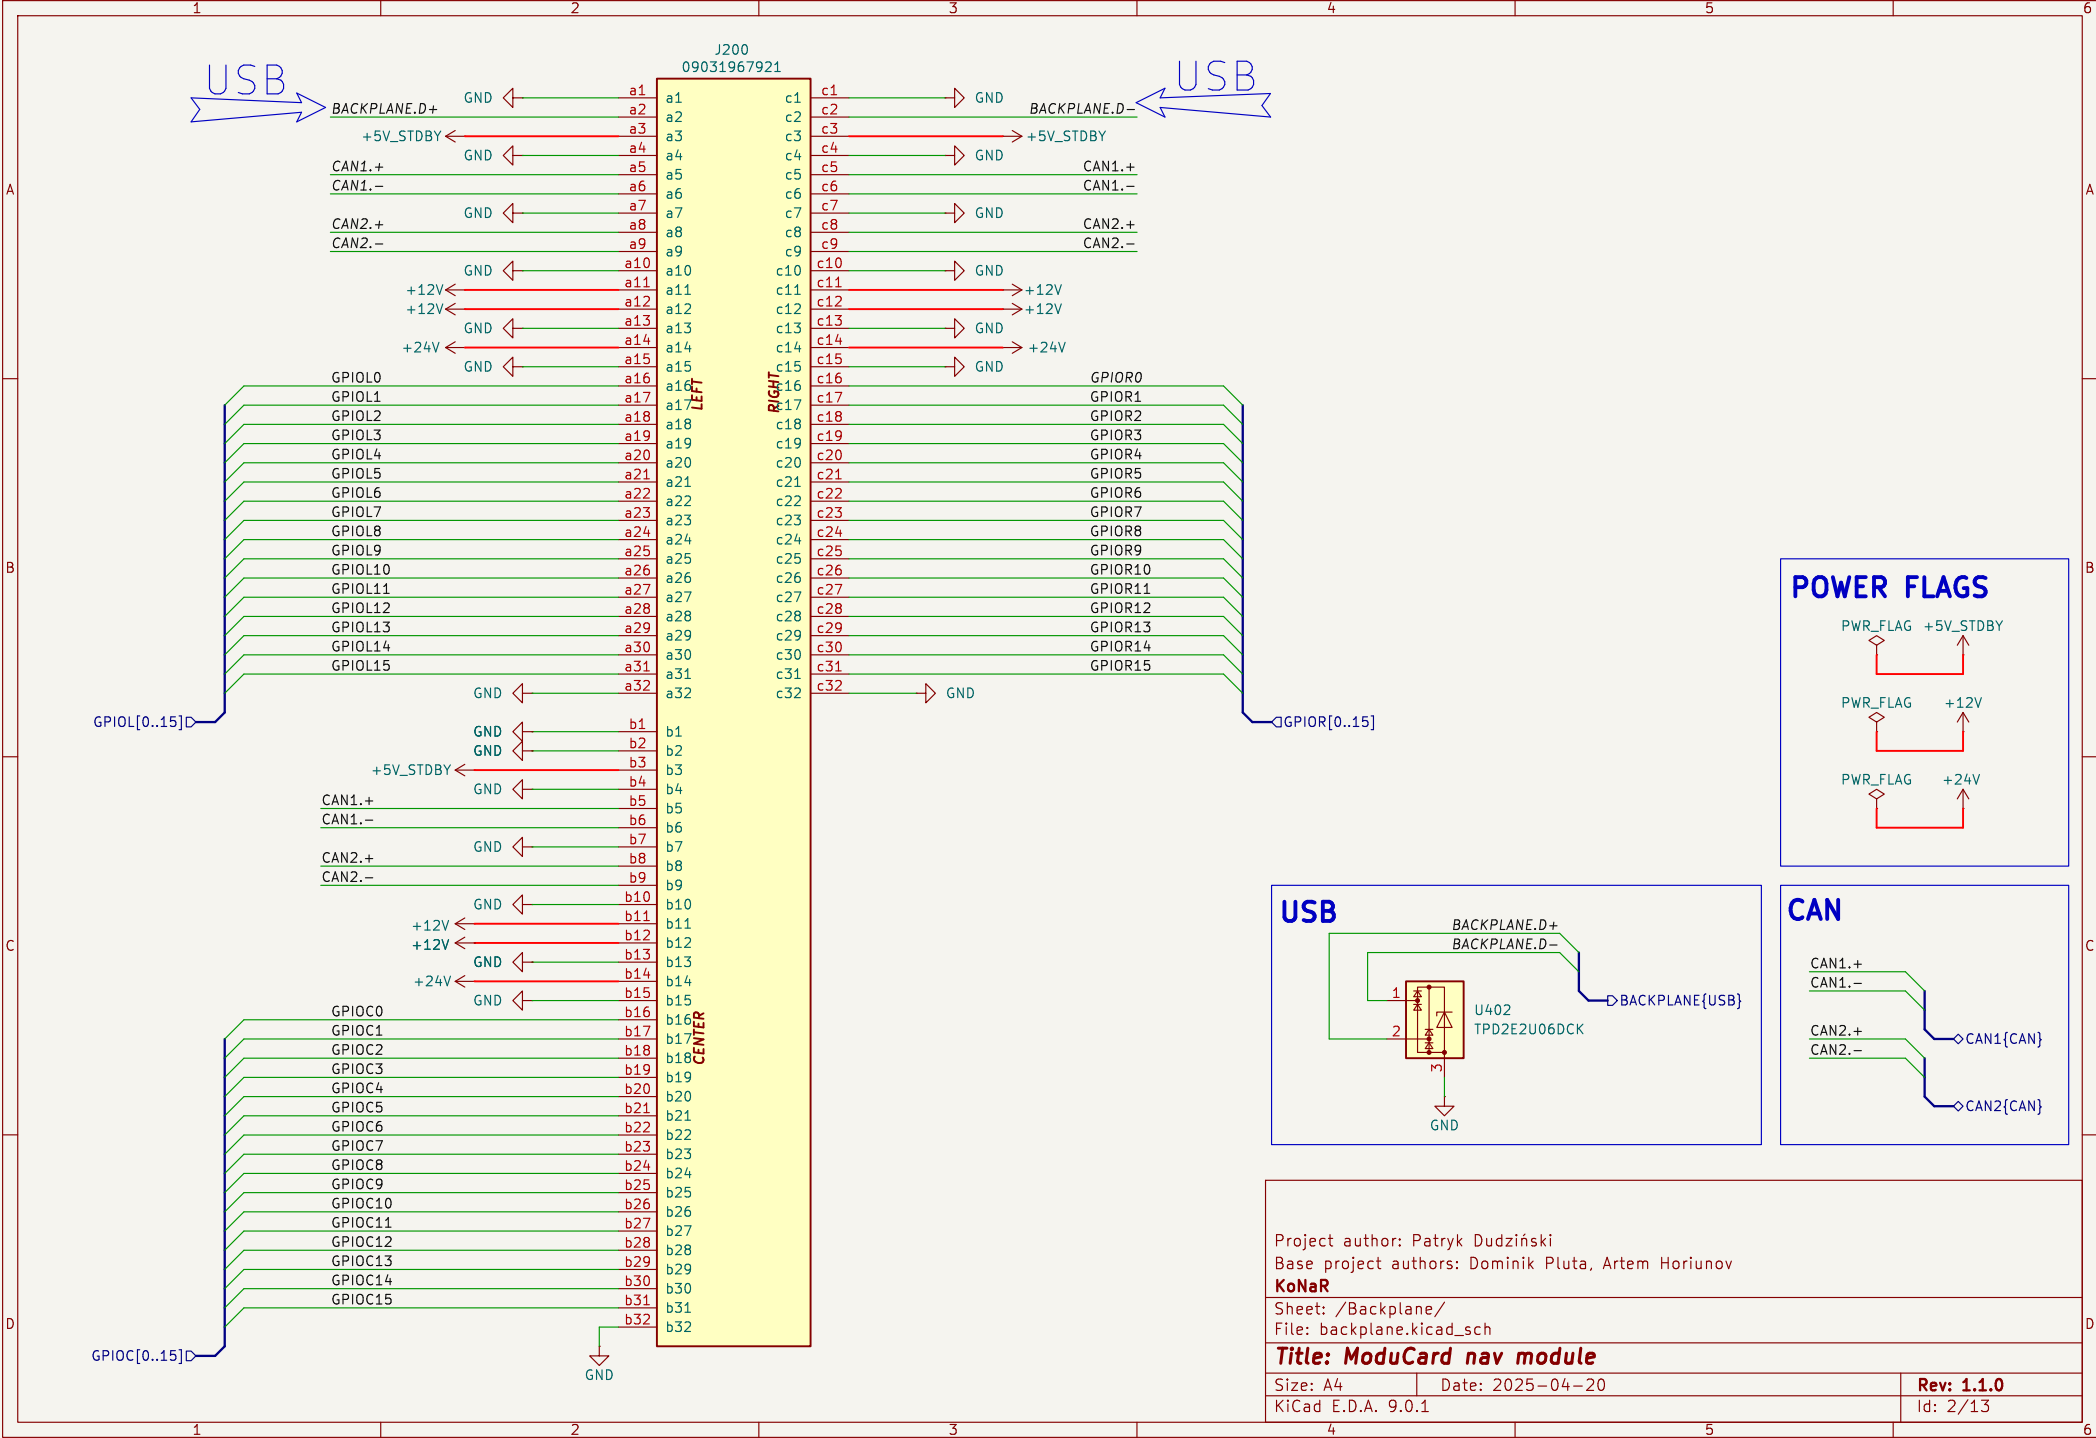 1 2 3 4 5 6
J200
09031967921
USB USB
GND a1 a1 c1 c1 GND
BACKPLANE.D+ a2 a2 c2 c2 BACKPLANE.D-
+5V_STDBY a3 a3 c3 c3 +5V_STDBY
GND a4 a4 c4 c4 GND
CAN1.+ a5 a5 c5 c5 CAN1.+
CAN1.- a6 a6 c6 c6 CAN1.-
A A
GND a7 a7 c7 c7 GND
CAN2.+ a8 a8 c8 c8 CAN2.+
CAN2.- a9 a9 c9 c9 CAN2.-
GND a10 a10 c10 c10 GND
+12V a11 a11 c11 c11 +12V
+12V a12 a12 c12 c12 +12V
GND a13 a13 c13 c13 GND
+24V a14 a14 c14 c14 +24V
GND a15 a15 c15 c15 GND
GPIOL0 a16 a16 c16 c16 GPIOR0
LEFT RIGHT
GPIOL1 a17 a17 c17 c17 GPIOR1
GPIOL2 a18 a18 c18 c18 GPIOR2
GPIOL3 a19 a19 c19 c19 GPIOR3
GPIOL4 a20 a20 c20 c20 GPIOR4
GPIOL5 a21 a21 c21 c21 GPIOR5
GPIOL6 a22 a22 c22 c22 GPIOR6
GPIOL7 a23 a23 c23 c23 GPIOR7
GPIOL8 a24 a24 c24 c24 GPIOR8
GPIOL9 a25 a25 c25 c25 GPIOR9
B B
GPIOL10 a26 a26 c26 c26 GPIOR10
GPIOL11 a27 a27 c27 c27 GPIOR11
GPIOL12 a28 a28 c28 c28 GPIOR12
GPIOL13 a29 a29 c29 c29 GPIOR13
GPIOL14 a30 a30 c30 c30 GPIOR14
GPIOL15 a31 a31 c31 c31 GPIOR15
GND a32 a32 c32 c32 GND
GPIOL[0..15] GPIOR[0..15]
GND b1 b1
GND b2 b2
+5V_STDBY b3 b3
GND b4 b4
CAN1.+ b5 b5
CAN1.- b6 b6
GND b7 b7
CAN2.+ b8 b8
CAN2.- b9 b9
GND b10 b10
+12V b11 b11
+12V b12 b12
C C
GND b13 b13
+24V b14 b14
GND b15 b15
GPIOC0 b16 b16
CENTER
GPIOC1 b17 b17
GPIOC2 b18 b18
GPIOC3 b19 b19
GPIOC4 b20 b20
GPIOC5 b21 b21
GPIOC6 b22 b22
GPIOC7 b23 b23
GPIOC8 b24 b24
GPIOC9 b25 b25
GPIOC10 b26 b26
GPIOC11 b27 b27
GPIOC12 b28 b28
GPIOC13 b29 b29
GPIOC14 b30 b30
GPIOC15 b31 b31
b32 b32
D D
GPIOC[0..15]
GND
POWER FLAGS
PWR_FLAG +5V_STDBY
PWR_FLAG +12V
PWR_FLAG +24V
USB
BACKPLANE.D+
BACKPLANE.D-
1
BACKPLANE{USB}
U402
TPD2E2U06DCK
2
3
GND
CAN
CAN1.+
CAN1.-
CAN2.+
CAN1{CAN}
CAN2.-
CAN2{CAN}
Project author: Patryk Dudziński
Base project authors: Dominik Pluta, Artem Horiunov
KoNaR
Sheet: /Backplane/
File: backplane.kicad_sch
Title: ModuCard nav module
Size: A4 Date: 2025-04-20 Rev: 1.1.0
KiCad E.D.A. 9.0.1 Id: 2/13
1 2 3 4 5 6